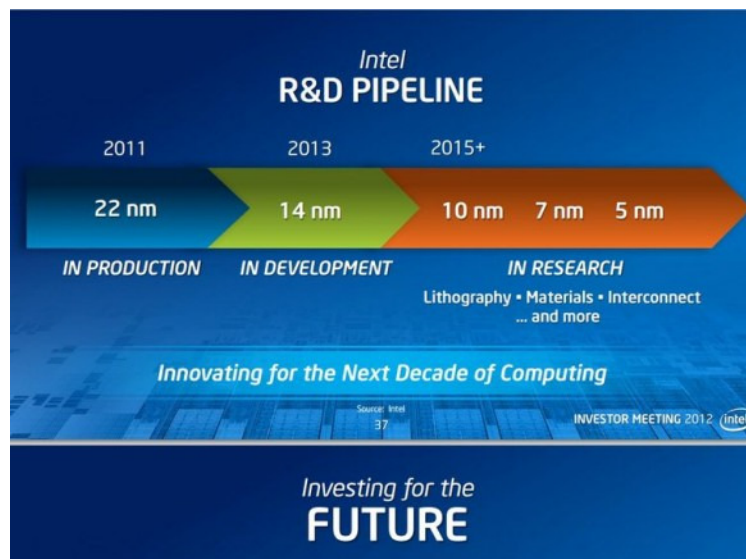 Intel
R&D PIPELINE
2011 2013 2015+
22 nm 14 nm 10 nm 7 nm 5 nm
IN PRODUCTION IN DEVELOPMENT IN RESEARCH
Lithography ▪ Materials ▪ Interconnect
... and more
Innovating for the Next Decade of Computing
Source: Intel
37
INVESTOR MEETING 2012 intel
Investing for the
FUTURE